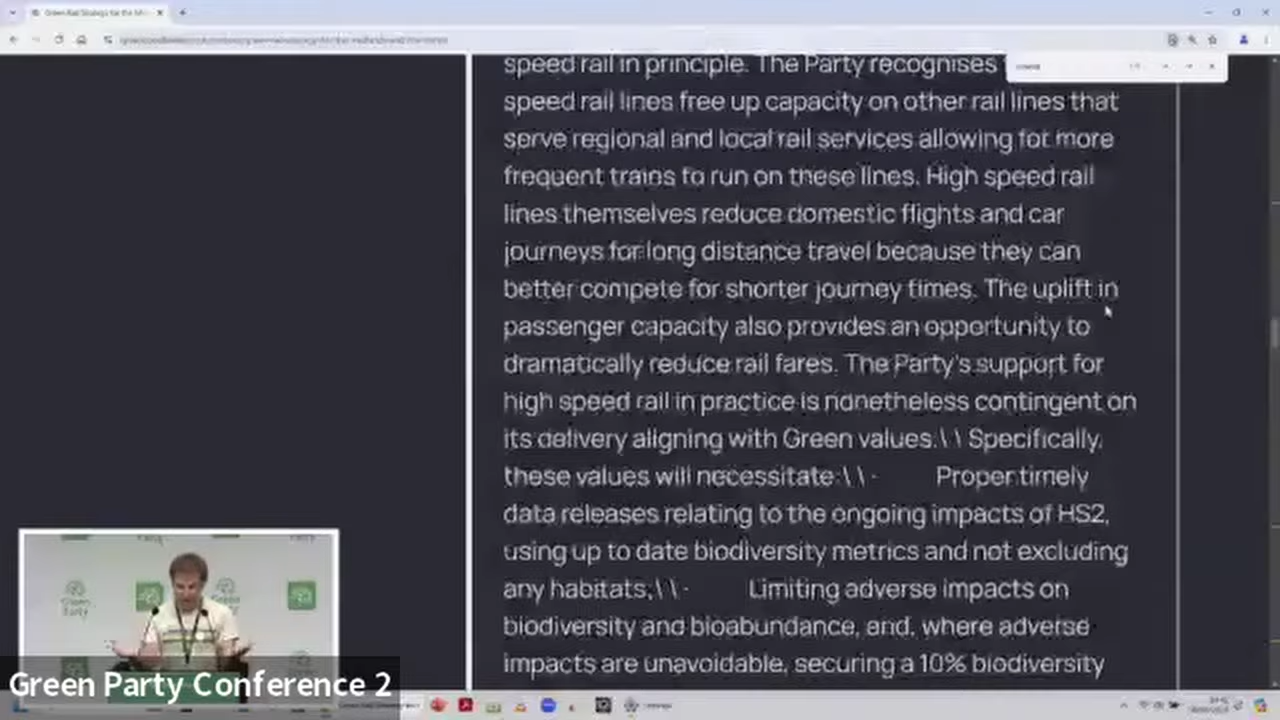 Green Rail Strategy for the
speed rail in principle. The Party recognises
speed rail lines free up capacity on other rail lines that
serve regional and local rail services allowing for more
frequent trains to run on these lines. High speed rail
lines themselves reduce domestic flights and car
journeys for long distance travel because they can
better compete for shorter journey times. The uplift in
passenger capacity also provides an opportunity to
dramatically reduce rail fares. The Party's support for
high speed rail in practice is nonetheless contingent on
its delivery aligning with Green values.\ \ Specifically,
these values will necessitate:\ \ · Proper timely
data releases relating to the ongoing impacts of HS2,
using up to date biodiversity metrics and not excluding
any habitats;\ \ · Limiting adverse impacts on
biodiversity and bioabundance, and, where adverse
impacts are unavoidable, securing a 10% biodiversity
Green
Party
Green Party Conference 2